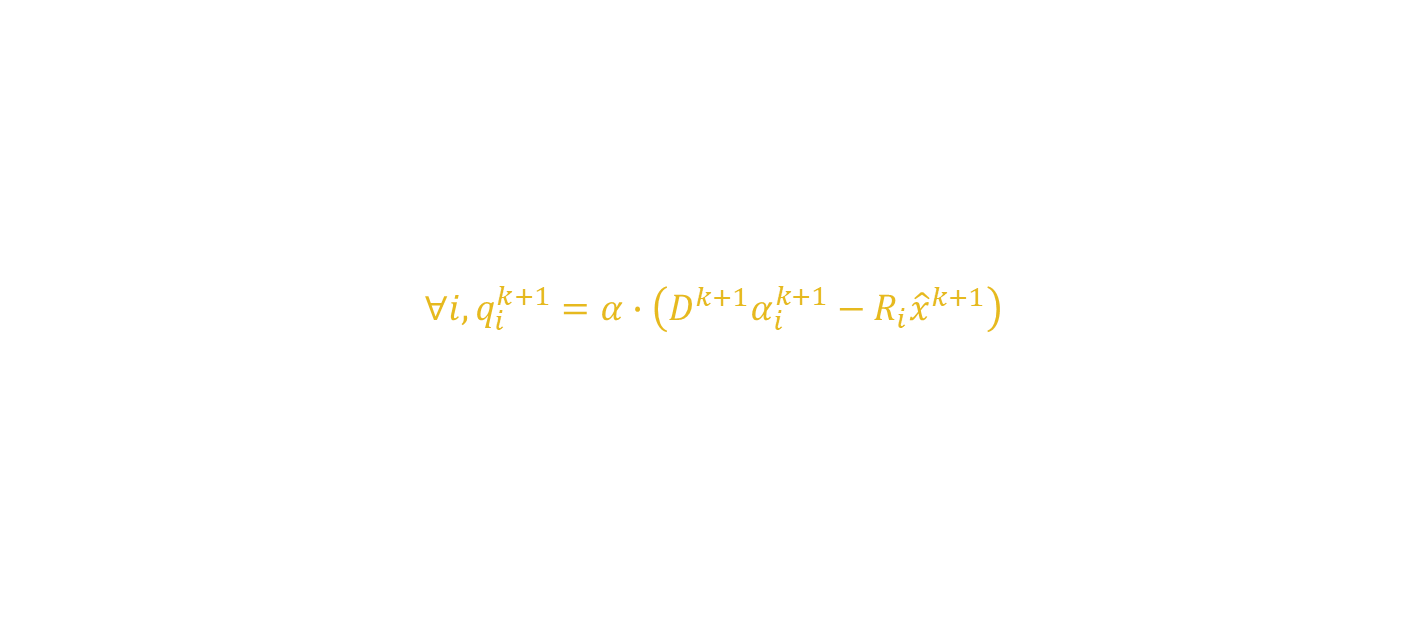 ∀i, q_i^{k+1} = α · (D^{k+1} α_i^{k+1} − R_i x̂^{k+1})